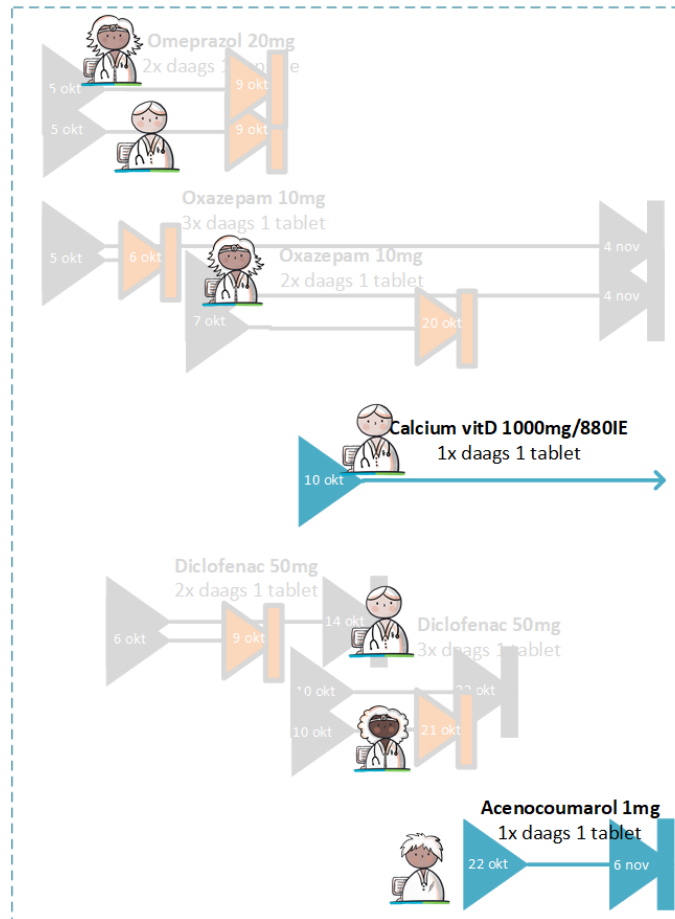 Omeprazol 20mg
2x daags 1
5 okt
9 okt
5 okt
9 okt
Oxazepam 10mg
3x daags 1 tablet
5 okt
6 okt
4 nov
Oxazepam 10mg
2x daags 1 tablet
7 okt
20 okt
4 nov
Calcium vitD 1000mg/880IE
1x daags 1 tablet
10 okt
Diclofenac 50mg
2x daags 1 tablet
6 okt
9 okt
14 okt
Diclofenac 50mg
3x daags 1 tablet
10 okt
okt
10 okt
21 okt
Acenocoumarol 1mg
1x daags 1 tablet
22 okt
6 nov